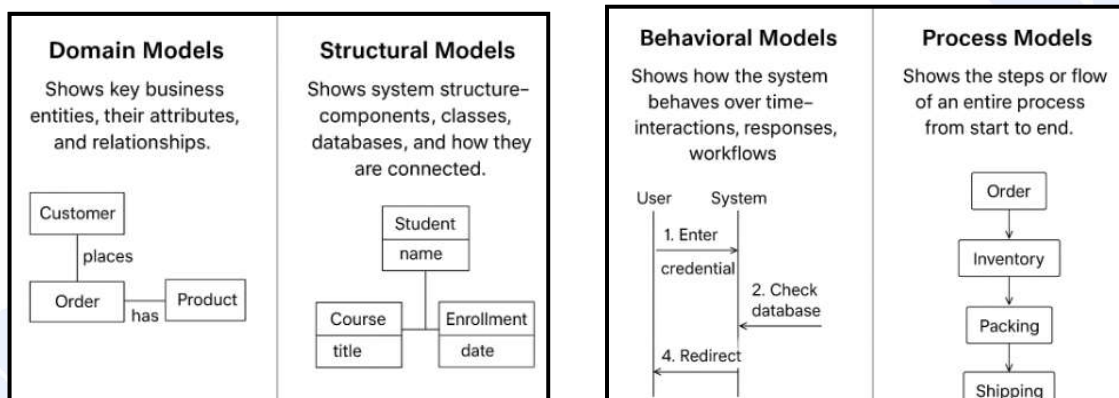 Domain Models
Shows key business
entities, their attributes,
and relationships.
Customer
places
Order
has
Product
Structural Models
Shows system structure–
components, classes,
databases, and how they
are connected.
Student
name
Course
title
Enrollment
date
Behavioral Models
Shows how the system
behaves over time–
interactions, responses,
workflows
User
System
1. Enter
credential
2. Check
database
4. Redirect
Process Models
Shows the steps or flow
of an entire process
from start to end.
Order
Inventory
Packing
Shipping